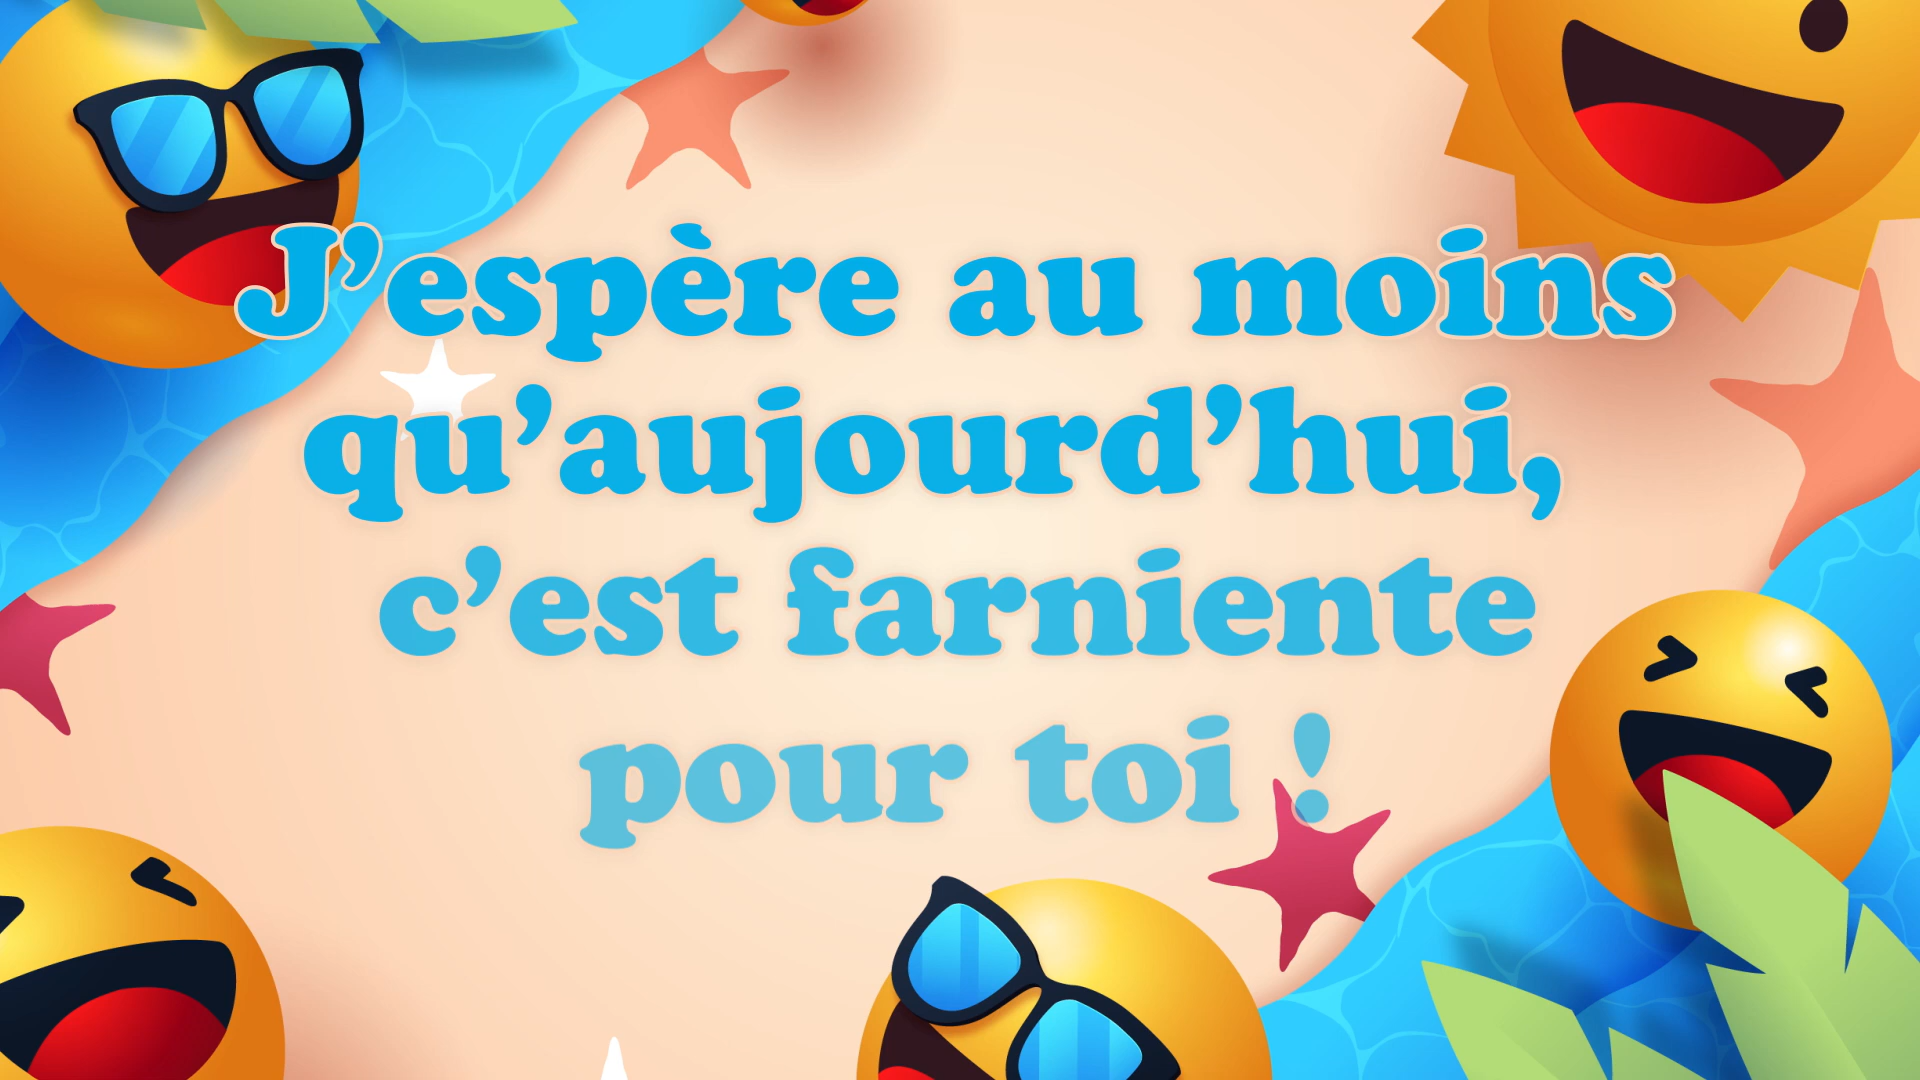 J’espère au moins
qu’aujourd’hui,
c’est farniente
pour toi !